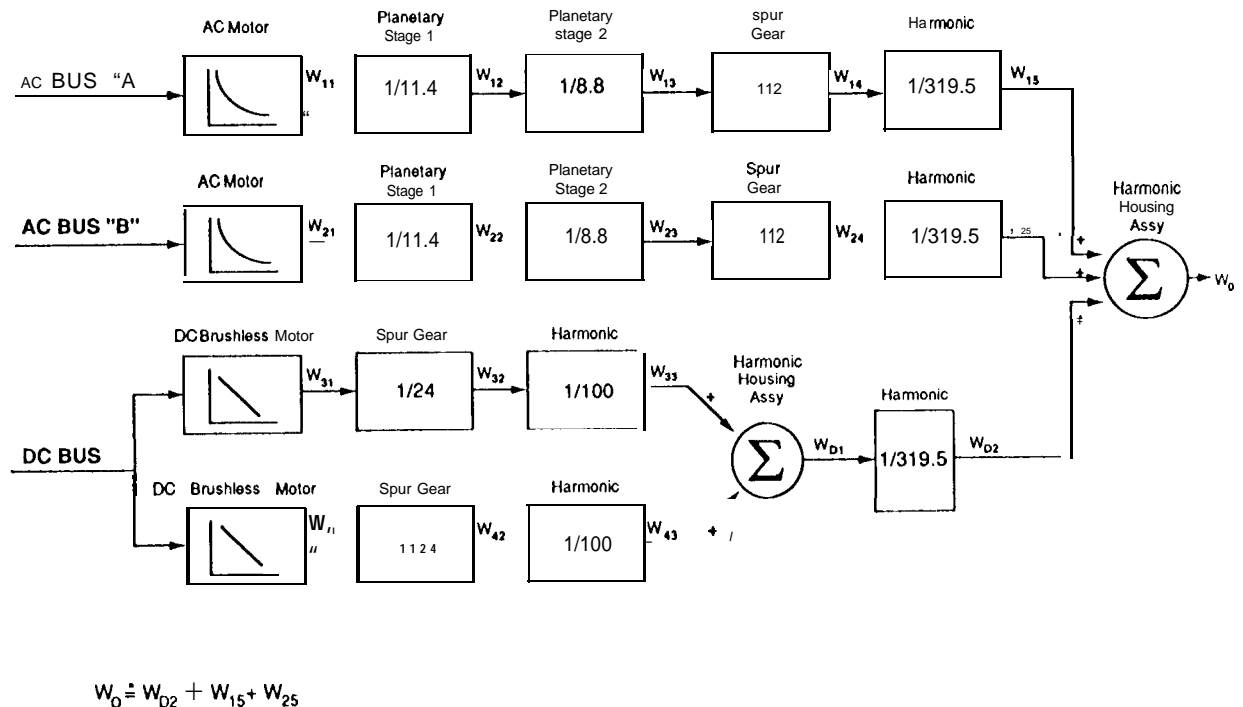 AC Motor
Planetary
Stage 1
Planetary
stage 2
spur
Gear
Harmonic
AC BUS “A
W11
“
1/11.4
W12
1/8.8
W13
112
W14
1/319.5
W15
AC Motor
Planetary
Stage 1
Planetary
Stage 2
Spur
Gear
Harmonic
Harmonic
Housing
Assy
AC BUS "B"
W21
1/11.4
W22
1/8.8
W23
112
W24
1/319.5
25
+
+
+
Σ
W0
DC Brushless Motor
Spur Gear
Harmonic
W31
1/24
W32
1/100
W33
+
Harmonic
Housing
Assy
Harmonic
DC BUS
Σ
WD1
1/319.5
WD2
DC Brushless Motor
Spur Gear
Harmonic
W
1124
W42
1/100
W43
+
WO = WD2 + W15 + W25